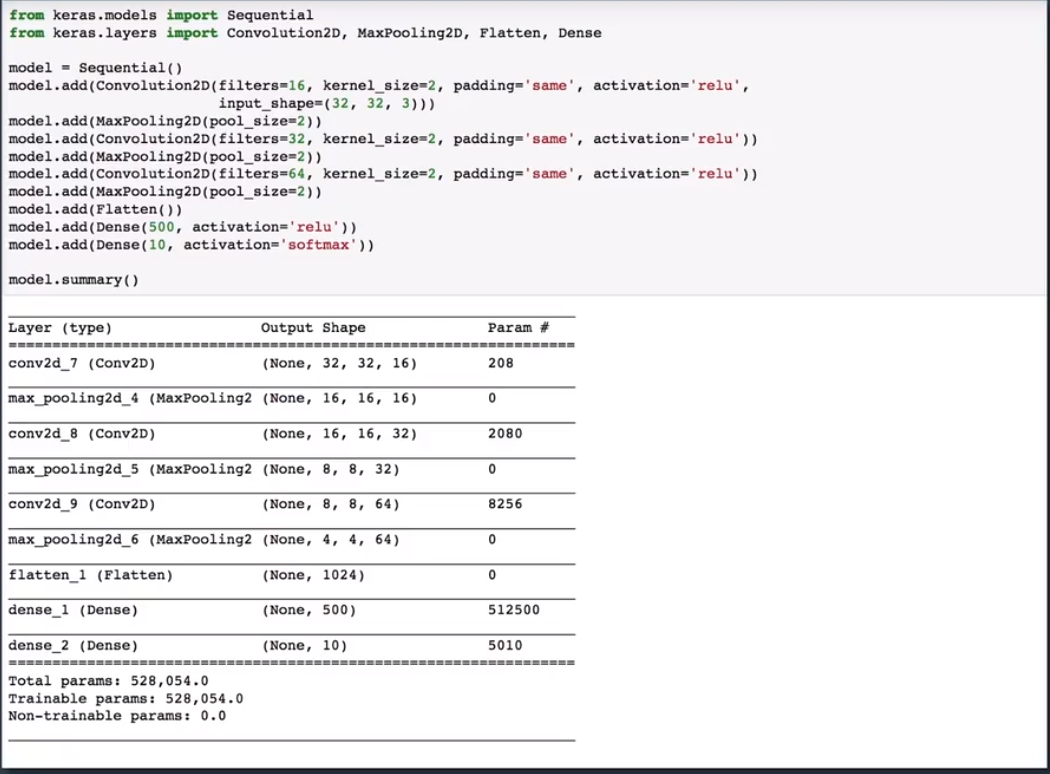 from keras.models import Sequential
from keras.layers import Convolution2D, MaxPooling2D, Flatten, Dense
model = Sequential()
model.add(Convolution2D(filters=16, kernel_size=2, padding='same', activation='relu',
input_shape=(32, 32, 3)))
model.add(MaxPooling2D(pool_size=2))
model.add(Convolution2D(filters=32, kernel_size=2, padding='same', activation='relu'))
model.add(MaxPooling2D(pool_size=2))
model.add(Convolution2D(filters=64, kernel_size=2, padding='same', activation='relu'))
model.add(MaxPooling2D(pool_size=2))
model.add(Flatten())
model.add(Dense(500, activation='relu'))
model.add(Dense(10, activation='softmax'))
model.summary()
Layer (type) Output Shape Param #
conv2d_7 (Conv2D) (None, 32, 32, 16) 208
max_pooling2d_4 (MaxPooling2 (None, 16, 16, 16) 0
conv2d_8 (Conv2D) (None, 16, 16, 32) 2080
max_pooling2d_5 (MaxPooling2 (None, 8, 8, 32) 0
conv2d_9 (Conv2D) (None, 8, 8, 64) 8256
max_pooling2d_6 (MaxPooling2 (None, 4, 4, 64) 0
flatten_1 (Flatten) (None, 1024) 0
dense_1 (Dense) (None, 500) 512500
dense_2 (Dense) (None, 10) 5010
Total params: 528,054.0
Trainable params: 528,054.0
Non-trainable params: 0.0